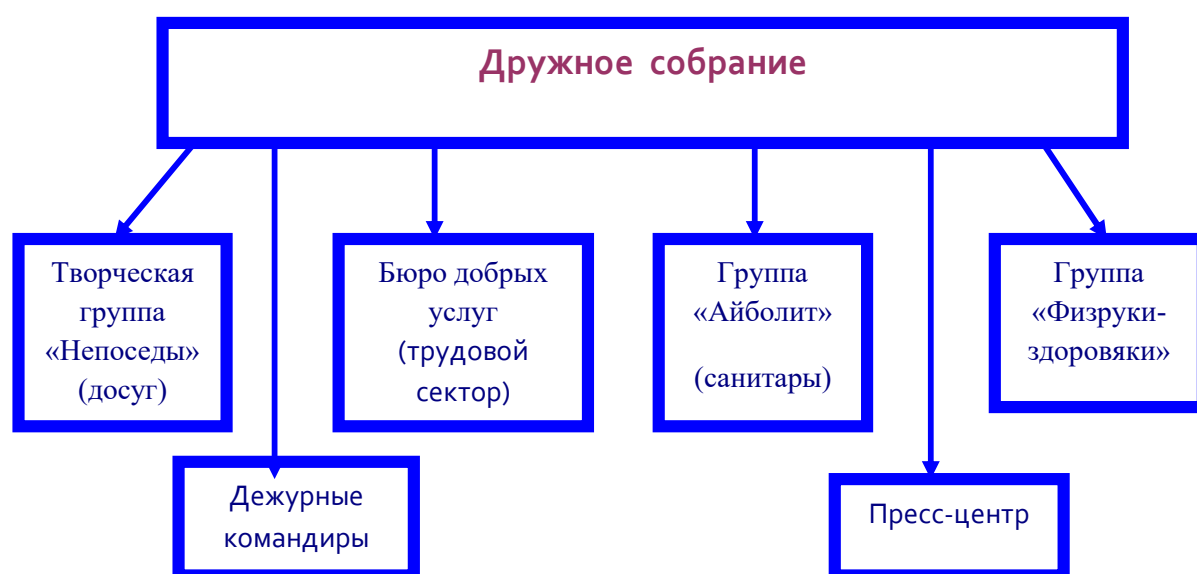 Дружное собрание
Творческая
группа
«Непоседы»
(досуг)
Бюро добрых
услуг
(трудовой
сектор)
Группа
«Айболит»
(санитары)
Группа
«Физруки-
здоровяки»
Дежурные
командиры
Пресс-центр